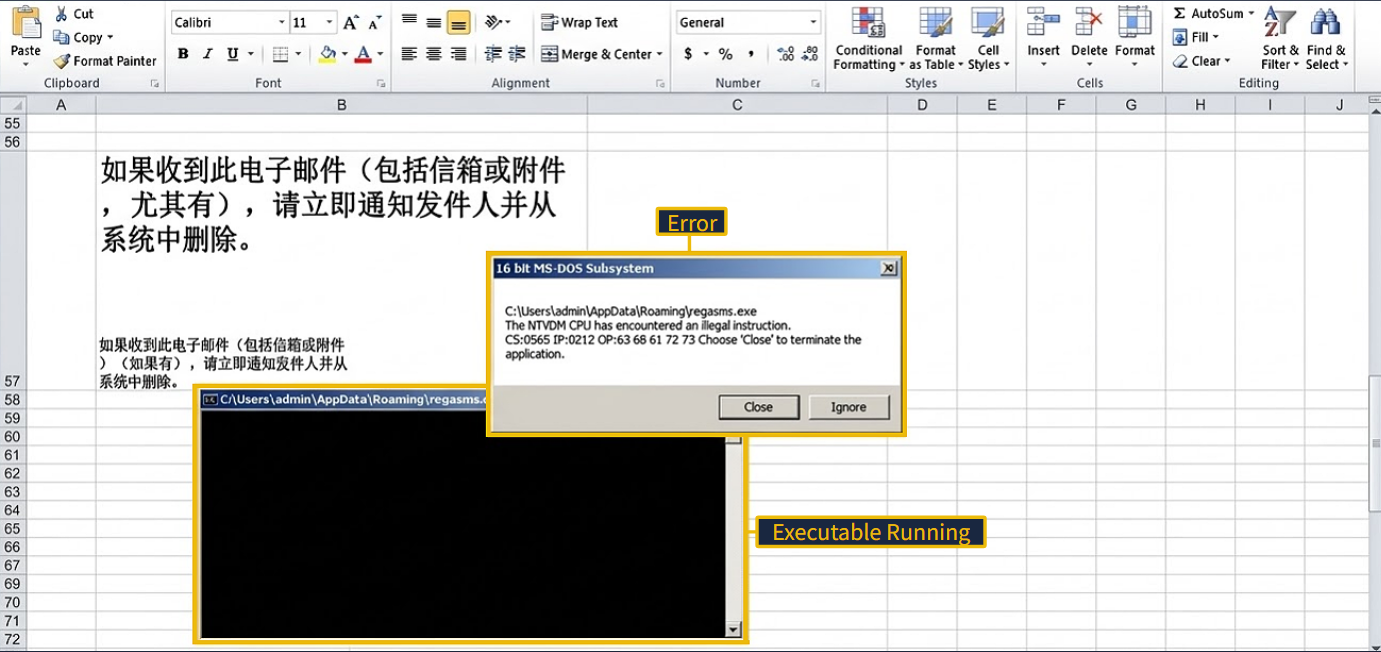 Cut
Copy
Format Painter
Paste
Clipboard
Calibri
11
A A
B I U
A
Font
Wrap Text
Merge & Center
Alignment
General
$ % ,
.00
.00
Number
Conditional
Formatting
Format
as Table
Cell
Styles
Styles
Insert
Delete
Format
Cells
Σ AutoSum
Fill
Clear
Sort &
Filter
Find &
Select
Editing
A B C D E F G H I J
55
56
如果收到此电子邮件（包括信箱或附件
，尤其有），请立即通知发件人并从
系统中删除。
如果收到此电子邮件（包括信箱或附件
）（如果有），请立即通知发件人并从
系统中删除。
57
58
59
60
61
62
63
64
65
66
67
69
70
71
72
Error
16 bit MS-DOS Subsystem
C:\Users\admin\AppData\Roaming\regasms.exe
The NTVDM CPU has encountered an illegal instruction.
CS:0565 IP:0212 OP:63 68 61 72 73 Choose 'Close' to terminate the
application.
Close
Ignore
C/\Users\admin\AppData\Roaming\regasms.
Executable Running